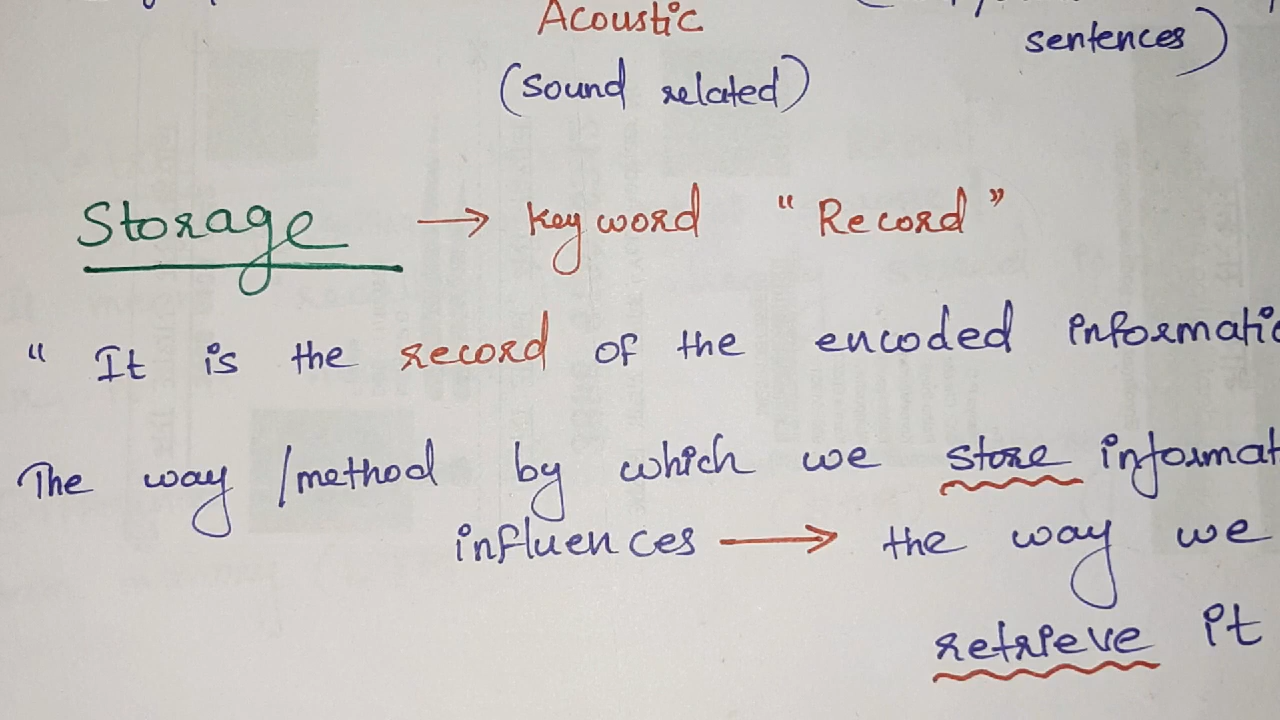 Acoustic
sentences)
(sound related)
Storage → key word " Record "
" It is the record of the encoded informatic
The way /method by which we store informat
influences → the way we
retrieve it